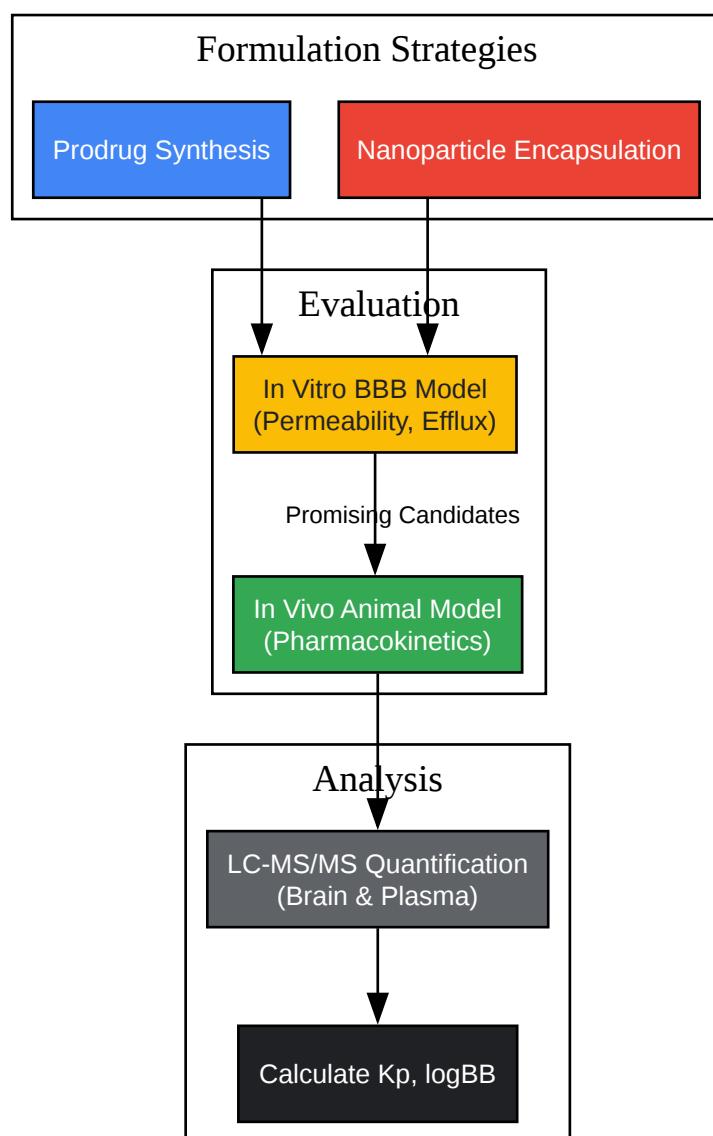 Formulation Strategies
Prodrug Synthesis
Nanoparticle Encapsulation
Evaluation
In Vitro BBB Model
(Permeability, Efflux)
Promising Candidates
In Vivo Animal Model
(Pharmacokinetics)
Analysis
LC-MS/MS Quantification
(Brain & Plasma)
Calculate Kp, logBB